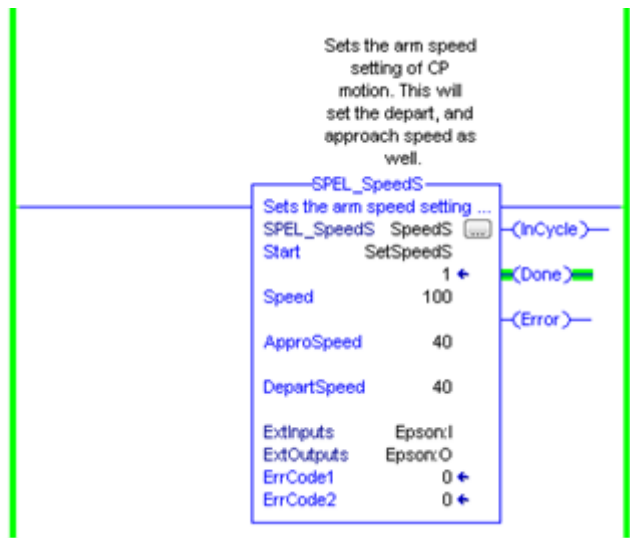 Sets the arm speed
setting of CP
motion. This will
set the depart, and
approach speed as
well.
SPEL_SpeedS
Sets the arm speed setting ...
SPEL_SpeedS SpeedS ...
(InCycle)
Start SetSpeedS
1
(Done)
Speed 100
(Error)
ApproSpeed 40
DepartSpeed 40
ExtInputs Epson:I
ExtOutputs Epson:O
ErrCode1 0
ErrCode2 0